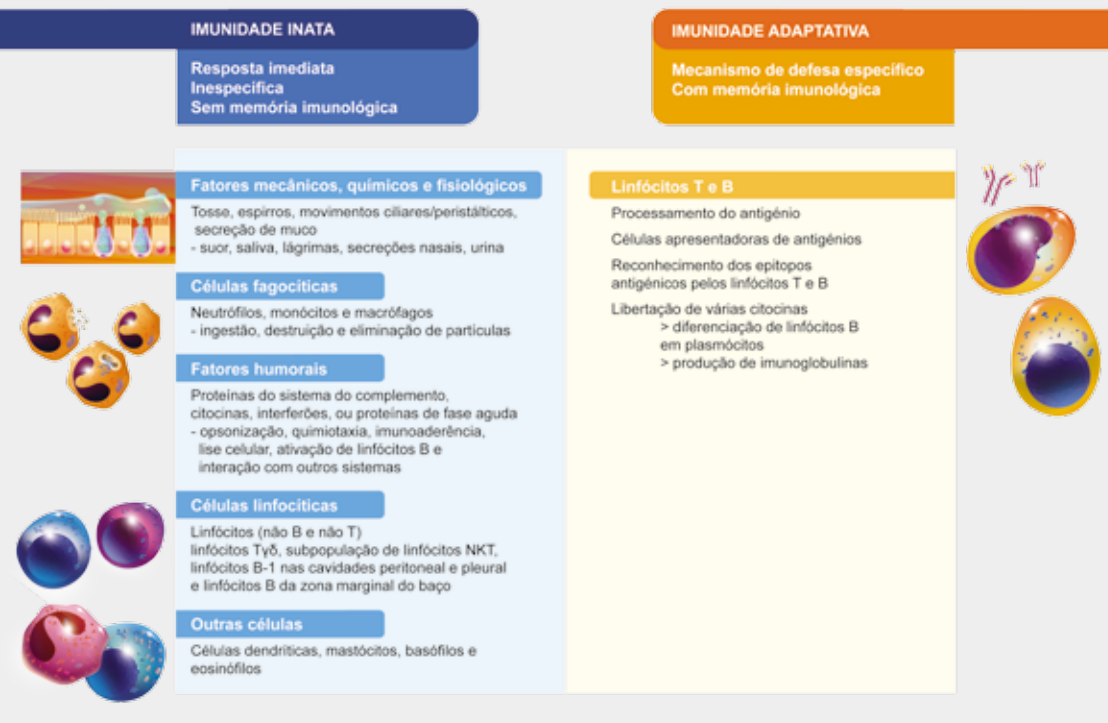 IMUNIDADE INATA
Resposta imediata
Inespecífica
Sem memória imunológica
IMUNIDADE ADAPTATIVA
Mecanismo de defesa específico
Com memória imunológica
Fatores mecânicos, químicos e fisiológicos
Tosse, espirros, movimentos ciliares/peristálticos,
secreção de muco
- suor, saliva, lágrimas, secreções nasais, urina
Células fagocíticas
Neutrófilos, monócitos e macrófagos
- ingestão, destruição e eliminação de partículas
Fatores humorais
Proteínas do sistema do complemento,
citocinas, interferões, ou proteínas de fase aguda
- opsonização, quimiotaxia, imunoaderência,
lise celular, ativação de linfócitos B e
interação com outros sistemas
Células linfocíticas
Linfócitos (não B e não T)
linfócitos Tγδ, subpopulação de linfócitos NKT,
linfócitos B-1 nas cavidades peritoneal e pleural
e linfócitos B da zona marginal do baço
Outras células
Células dendríticas, mastócitos, basófilos e
eosinófilos
Linfócitos T e B
Processamento do antigénio
Células apresentadoras de antigénios
Reconhecimento dos epítopos
antigénicos pelos linfócitos T e B
Libertação de várias citocinas
> diferenciação de linfócitos B
em plasmócitos
> produção de imunoglobulinas